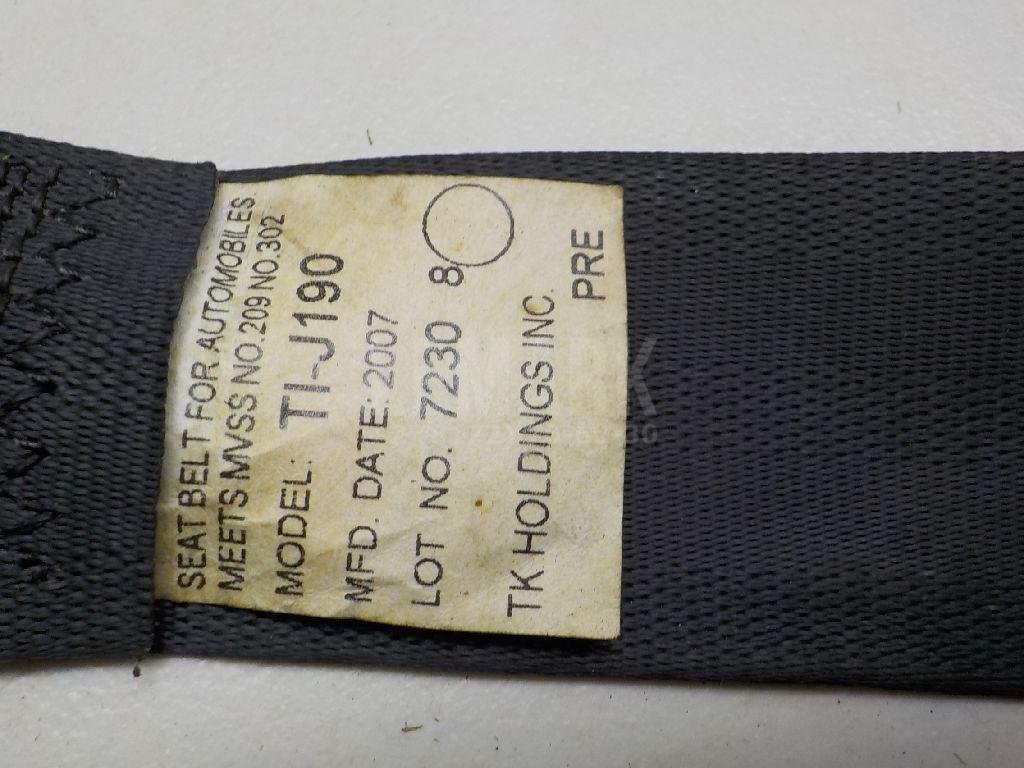 SEAT BELT FOR AUTOMOBILES.
MEETS MVSS NO.209 NO.302
MODEL: TI-J190
MFD. DATE: 2007
LOT NO. 7230 8
TK HOLDINGS INC.
PRE